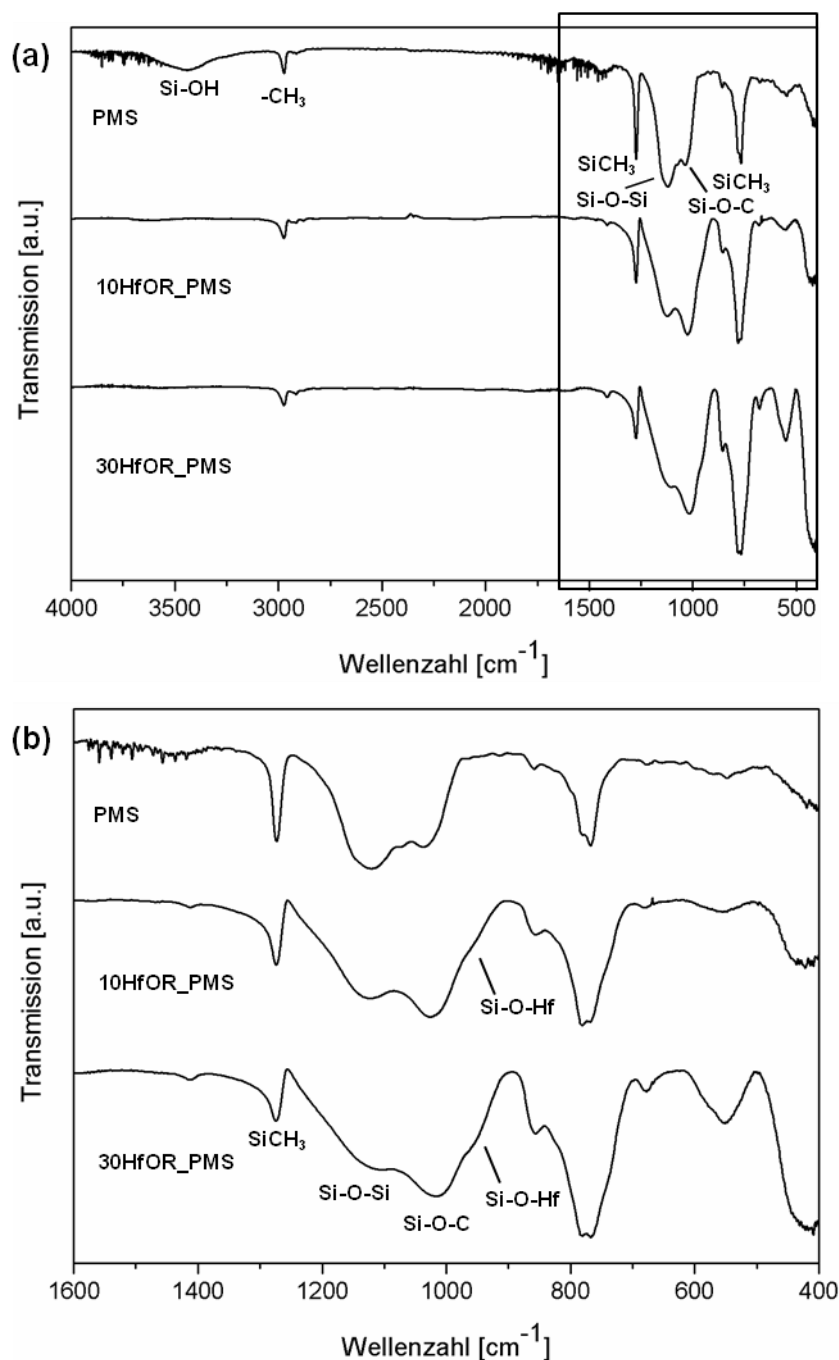 (a)
Si-OH
-CH₃
PMS
SiCH₃
SiCH₃
Si-O-Si
Si-O-C
10HfOR_PMS
30HfOR_PMS
Transmission [a.u.]
4000 3500 3000 2500 2000 1500 1000 500
Wellenzahl [cm⁻¹]
(b)
PMS
10HfOR_PMS
Si-O-Hf
SiCH₃
30HfOR_PMS
Si-O-Si
Si-O-Hf
Si-O-C
Transmission [a.u.]
1600 1400 1200 1000 800 600 400
Wellenzahl [cm⁻¹]